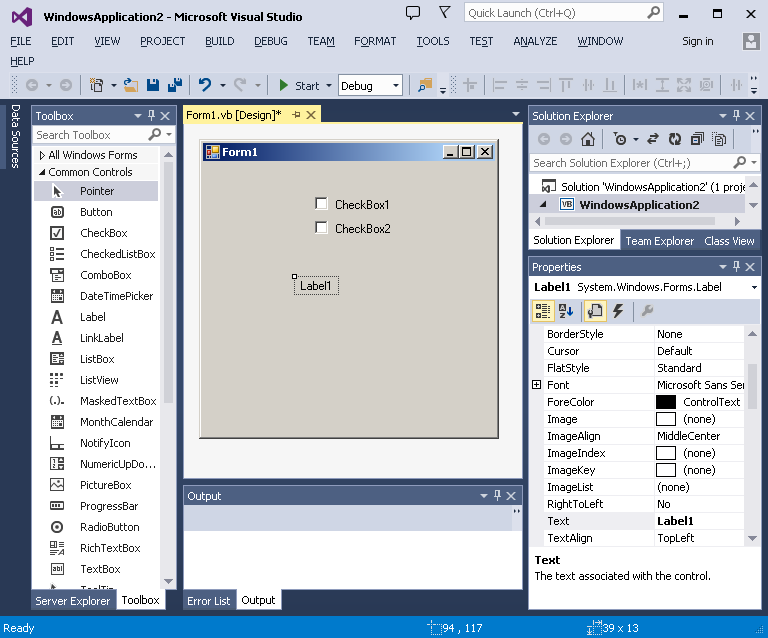 WindowsApplication2 - Microsoft Visual Studio
Quick Launch (Ctrl+Q)
FILE EDIT VIEW PROJECT BUILD DEBUG TEAM FORMAT TOOLS TEST ANALYZE WINDOW Sign in
HELP
Start Debug
Data Sources
Toolbox
Search Toolbox
All Windows Forms
Common Controls
Pointer
Button
CheckBox
CheckedListBox
ComboBox
DateTimePicker
Label
LinkLabel
ListBox
ListView
MaskedTextBox
MonthCalendar
NotifyIcon
NumericUpDo...
PictureBox
ProgressBar
RadioButton
RichTextBox
TextBox
ToolTip
Server Explorer Toolbox
Form1.vb [Design]*
Form1
CheckBox1
CheckBox2
Label1
Output
Error List Output
Solution Explorer
Search Solution Explorer (Ctrl+;)
Solution 'WindowsApplication2' (1 proje
VB WindowsApplication2
Solution Explorer Team Explorer Class View
Properties
Label1 System.Windows.Forms.Label
BorderStyle None
Cursor Default
FlatStyle Standard
Font Microsoft Sans Ser
ForeColor ControlText
Image (none)
ImageAlign MiddleCenter
ImageIndex (none)
ImageKey (none)
ImageList (none)
RightToLeft No
Text Label1
TextAlign TopLeft
Text
The text associated with the control.
Ready 94 , 117 39 x 13